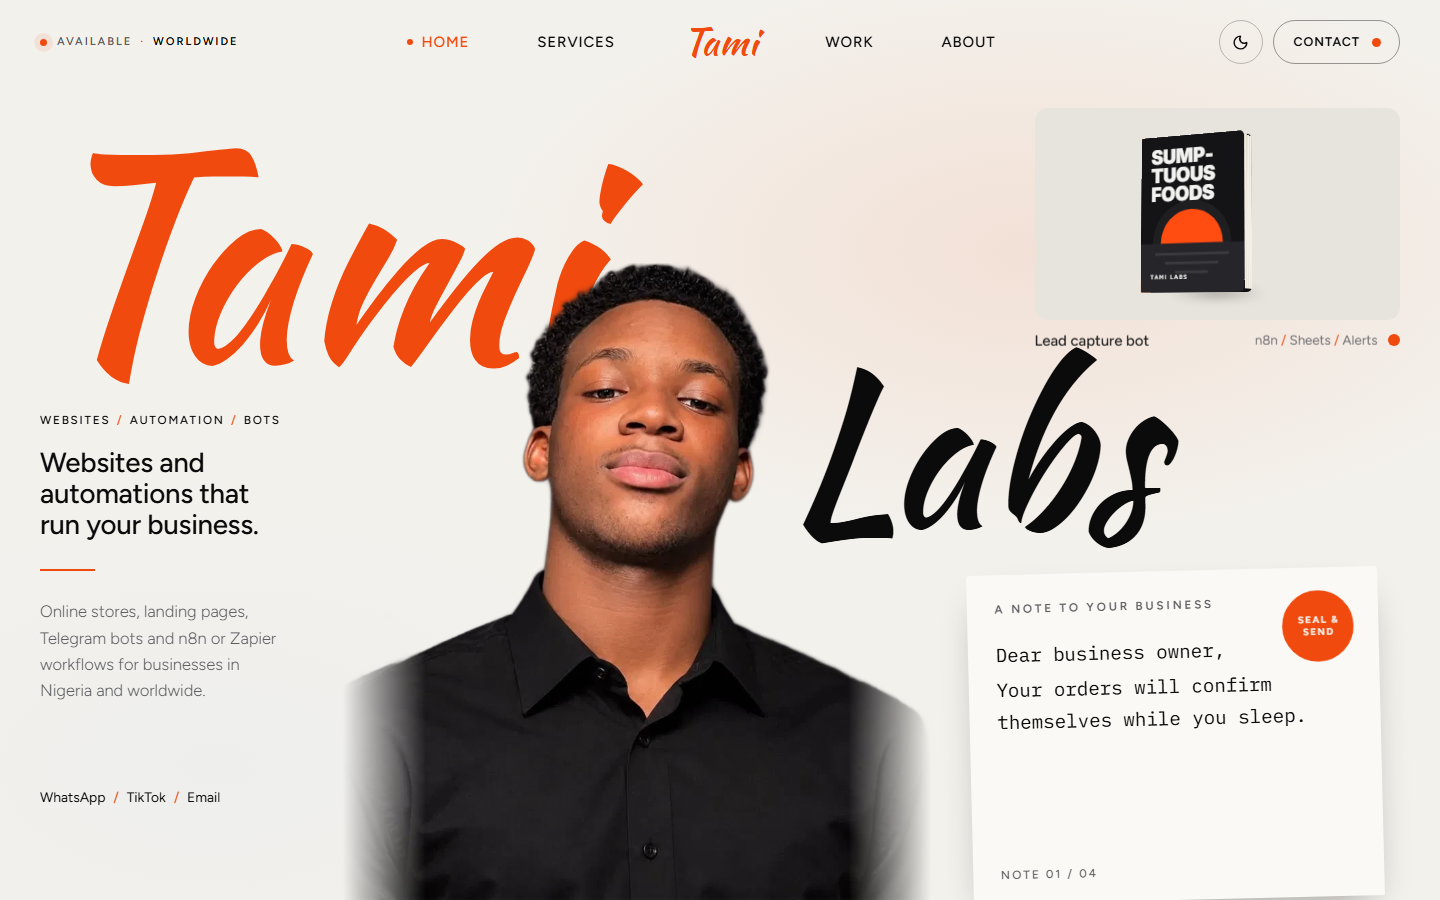 AVAILABLE · WORLDWIDE
HOME
SERVICES
Tami
WORK
ABOUT
CONTACT
Tami
SUMP-
TUOUS
FOODS
TAMI LABS
Lead capture bot
n8n / Sheets / Alerts
Labs
WEBSITES / AUTOMATION / BOTS
Websites and
automations that
run your business.
Online stores, landing pages,
Telegram bots and n8n or Zapier
workflows for businesses in
Nigeria and worldwide.
WhatsApp / TikTok / Email
A NOTE TO YOUR BUSINESS
SEAL &
SEND
Dear business owner,
Your orders will confirm
themselves while you sleep.
NOTE 01 / 04